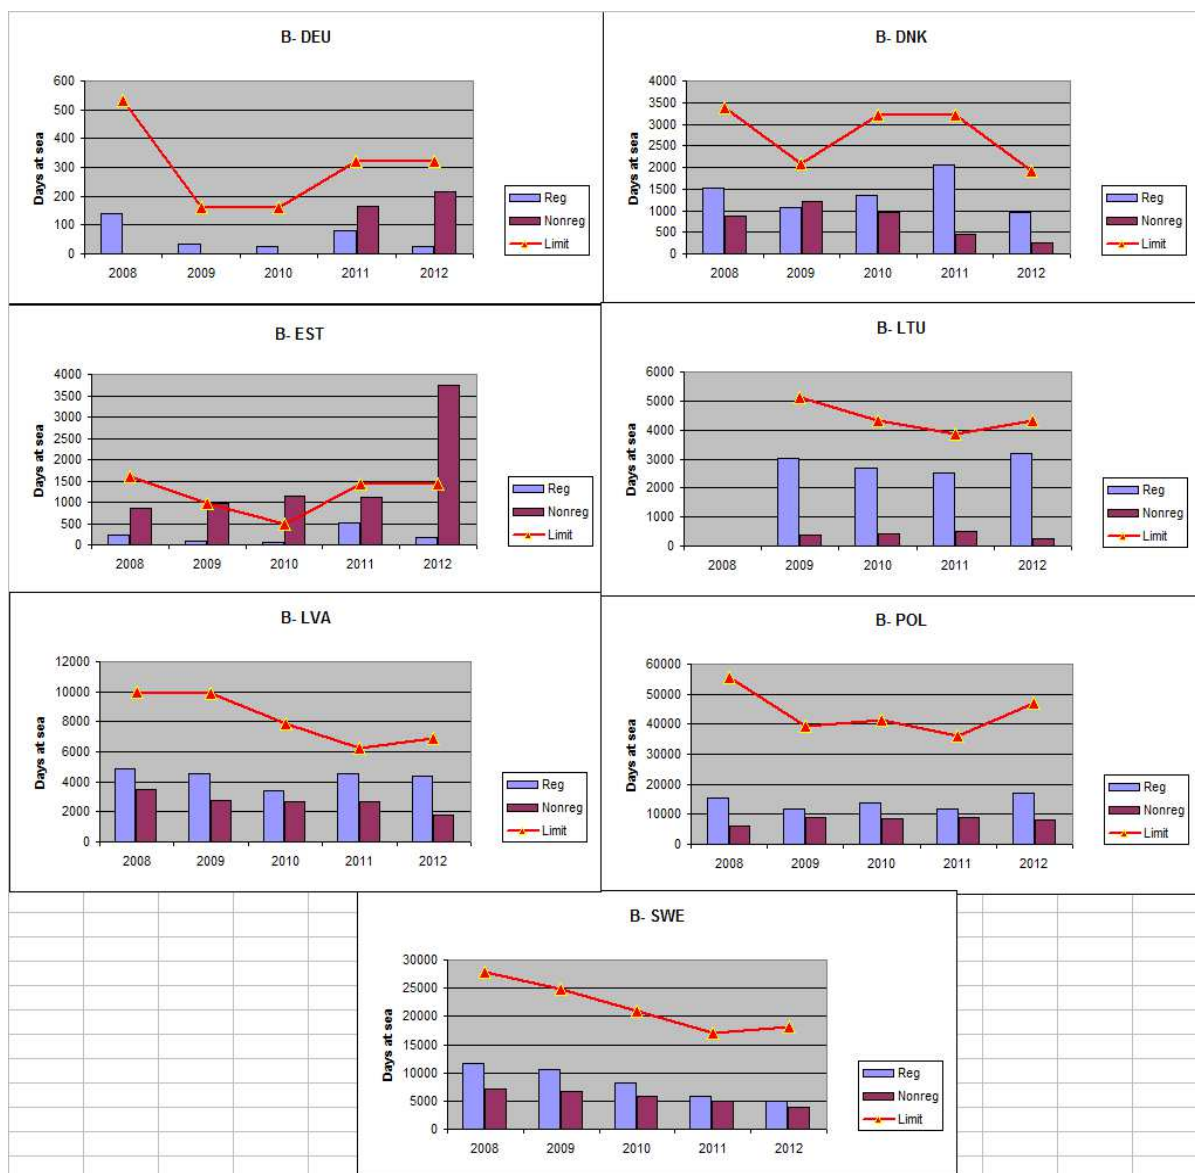 B- DEU
Days at sea
600
500
400
300
200
100
0
2008 2009 2010 2011 2012
Reg
Nonreg
Limit
B- DNK
Days at sea
4000
3500
3000
2500
2000
1500
1000
500
0
2008 2009 2010 2011 2012
Reg
Nonreg
Limit
B- EST
Days at sea
4000
3500
3000
2500
2000
1500
1000
500
0
2008 2009 2010 2011 2012
Reg
Nonreg
Limit
B- LTU
Days at sea
6000
5000
4000
3000
2000
1000
0
2008 2009 2010 2011 2012
Reg
Nonreg
Limit
B- LVA
Days at sea
12000
10000
8000
6000
4000
2000
0
2008 2009 2010 2011 2012
Reg
Nonreg
Limit
B- POL
Days at sea
60000
50000
40000
30000
20000
10000
0
2008 2009 2010 2011 2012
Reg
Nonreg
Limit
B- SWE
Days at sea
30000
25000
20000
15000
10000
5000
0
2008 2009 2010 2011 2012
Reg
Nonreg
Limit